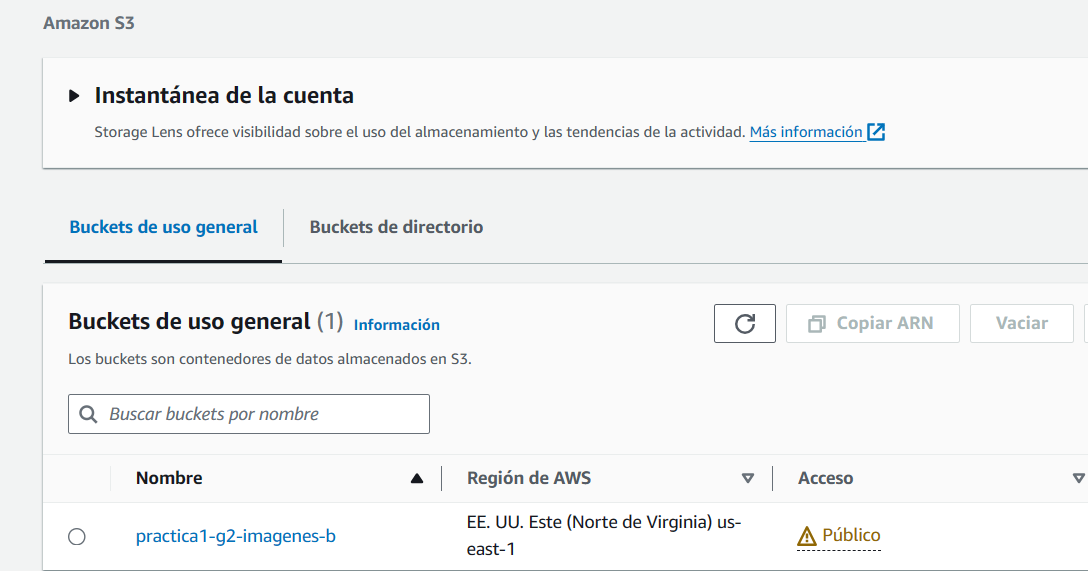 Amazon S3
Instantánea de la cuenta
Storage Lens ofrece visibilidad sobre el uso del almacenamiento y las tendencias de la actividad. Más información
Buckets de uso general
Buckets de directorio
Buckets de uso general (1) Información
Copiar ARN
Vaciar
Los buckets son contenedores de datos almacenados en S3.
Buscar buckets por nombre
Nombre
Región de AWS
Acceso
practica1-g2-imagenes-b
EE. UU. Este (Norte de Virginia) us-
east-1
Público